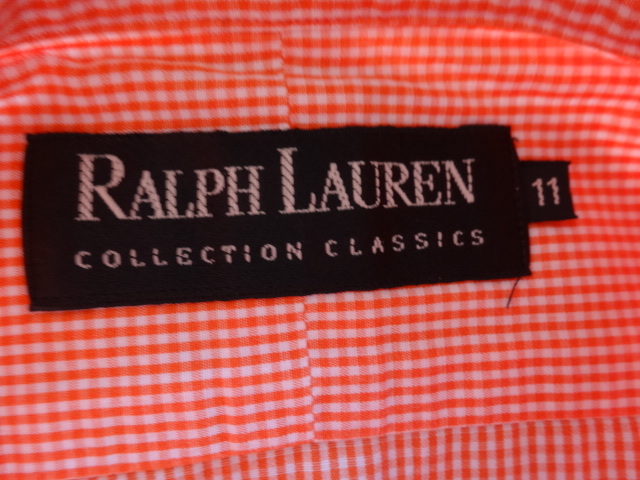 RALPH LAUREN
COLLECTION CLASSICS
11